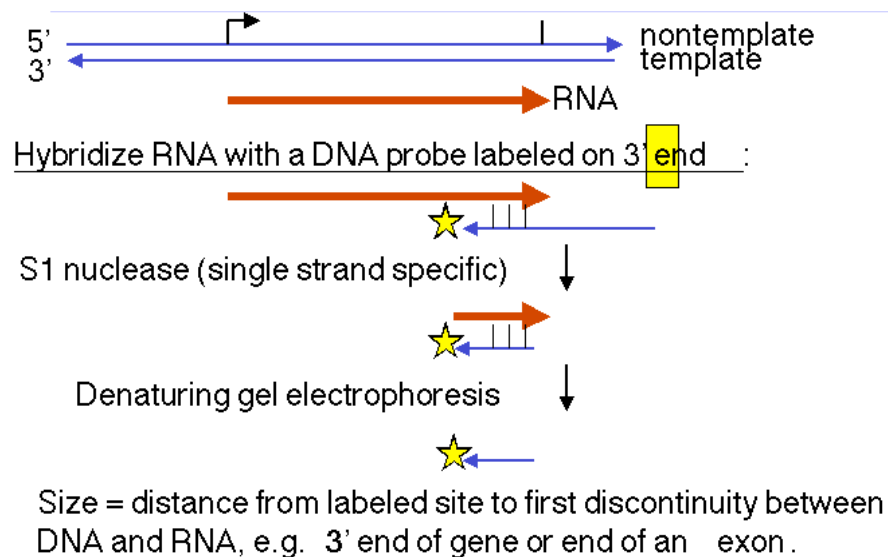 5’ nontemplate
3’ template
RNA
Hybridize RNA with a DNA probe labeled on 3’ end :
S1 nuclease (single strand specific)
Denaturing gel electrophoresis
Size = distance from labeled site to first discontinuity between
DNA and RNA, e.g. 3’ end of gene or end of an exon.